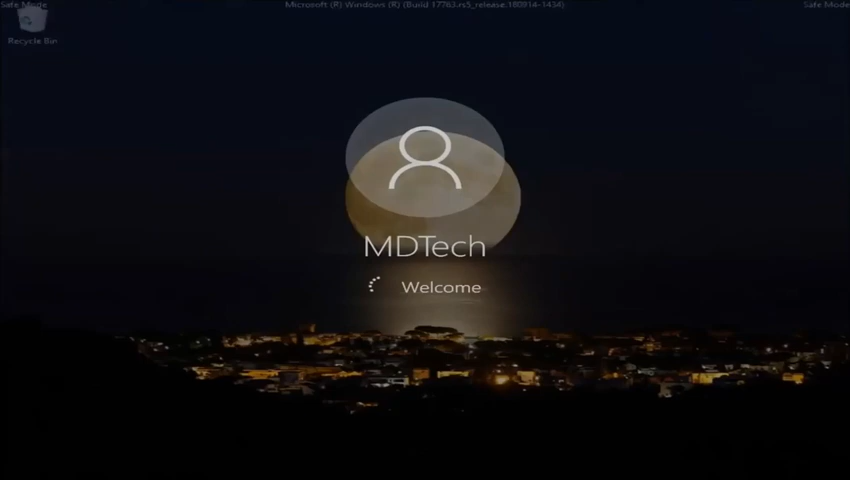 Safe Mode
Microsoft (R) Windows (R) (Build 17763.rs5_release.180914-1434)
Safe Mode
Recycle Bin
MDTech
Welcome